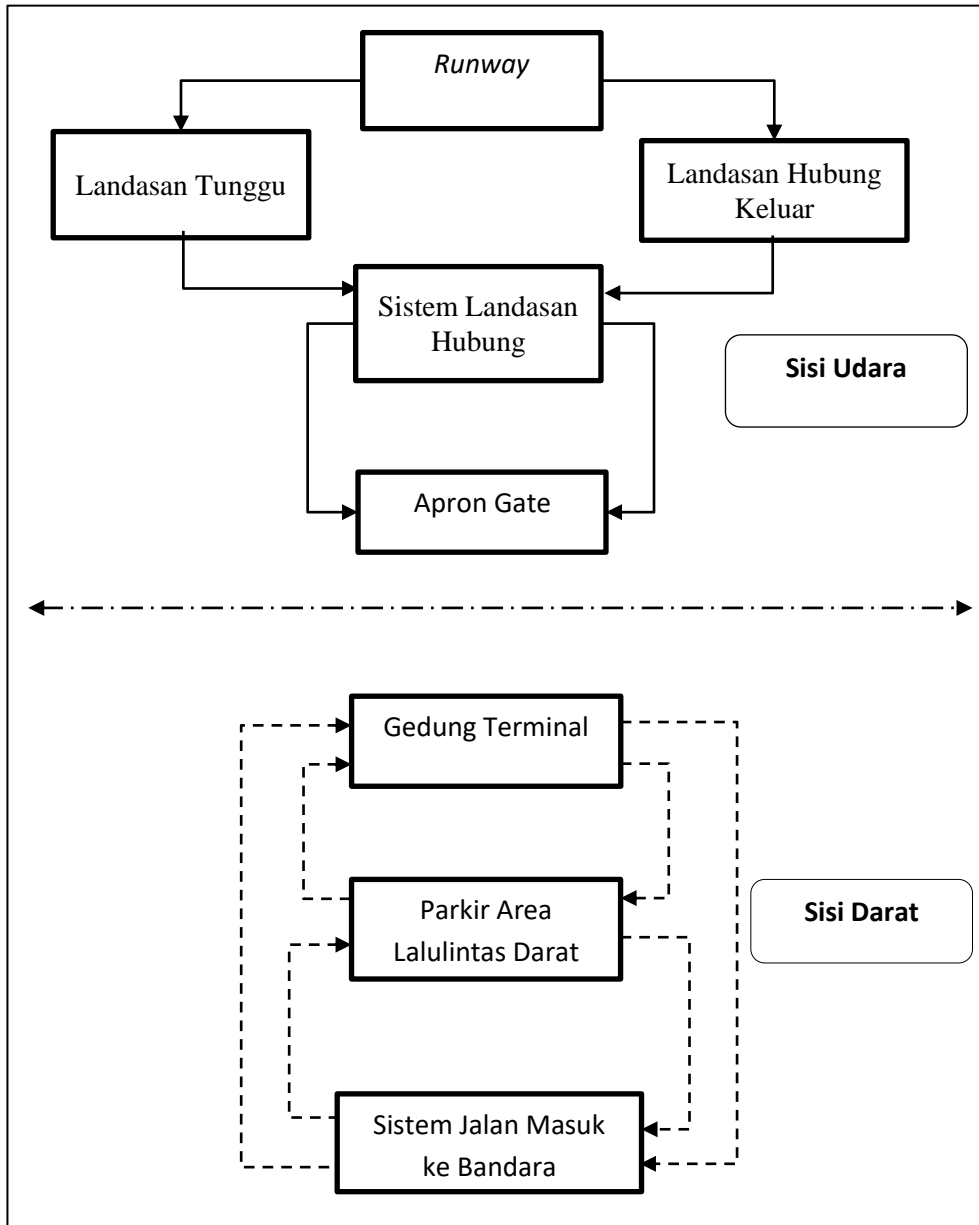 Runway
Landasan Tunggu
Landasan Hubung
Keluar
Sistem Landasan
Hubung
Sisi Udara
Apron Gate
Gedung Terminal
Parkir Area
Lalulintas Darat
Sisi Darat
Sistem Jalan Masuk
ke Bandara